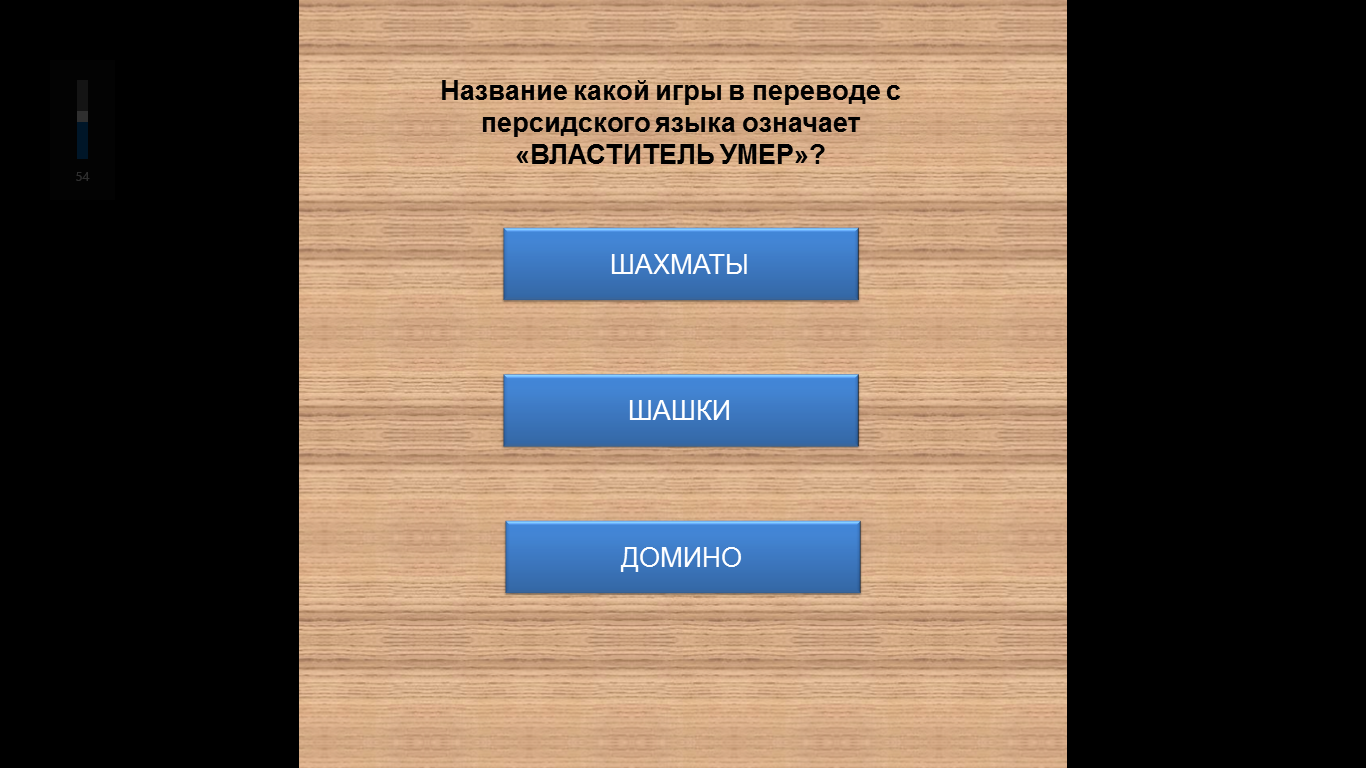 Название какой игры в переводе с
персидского языка означает
«ВЛАСТИТЕЛЬ УМЕР»?
ШАХМАТЫ
ШАШКИ
ДОМИНО
54